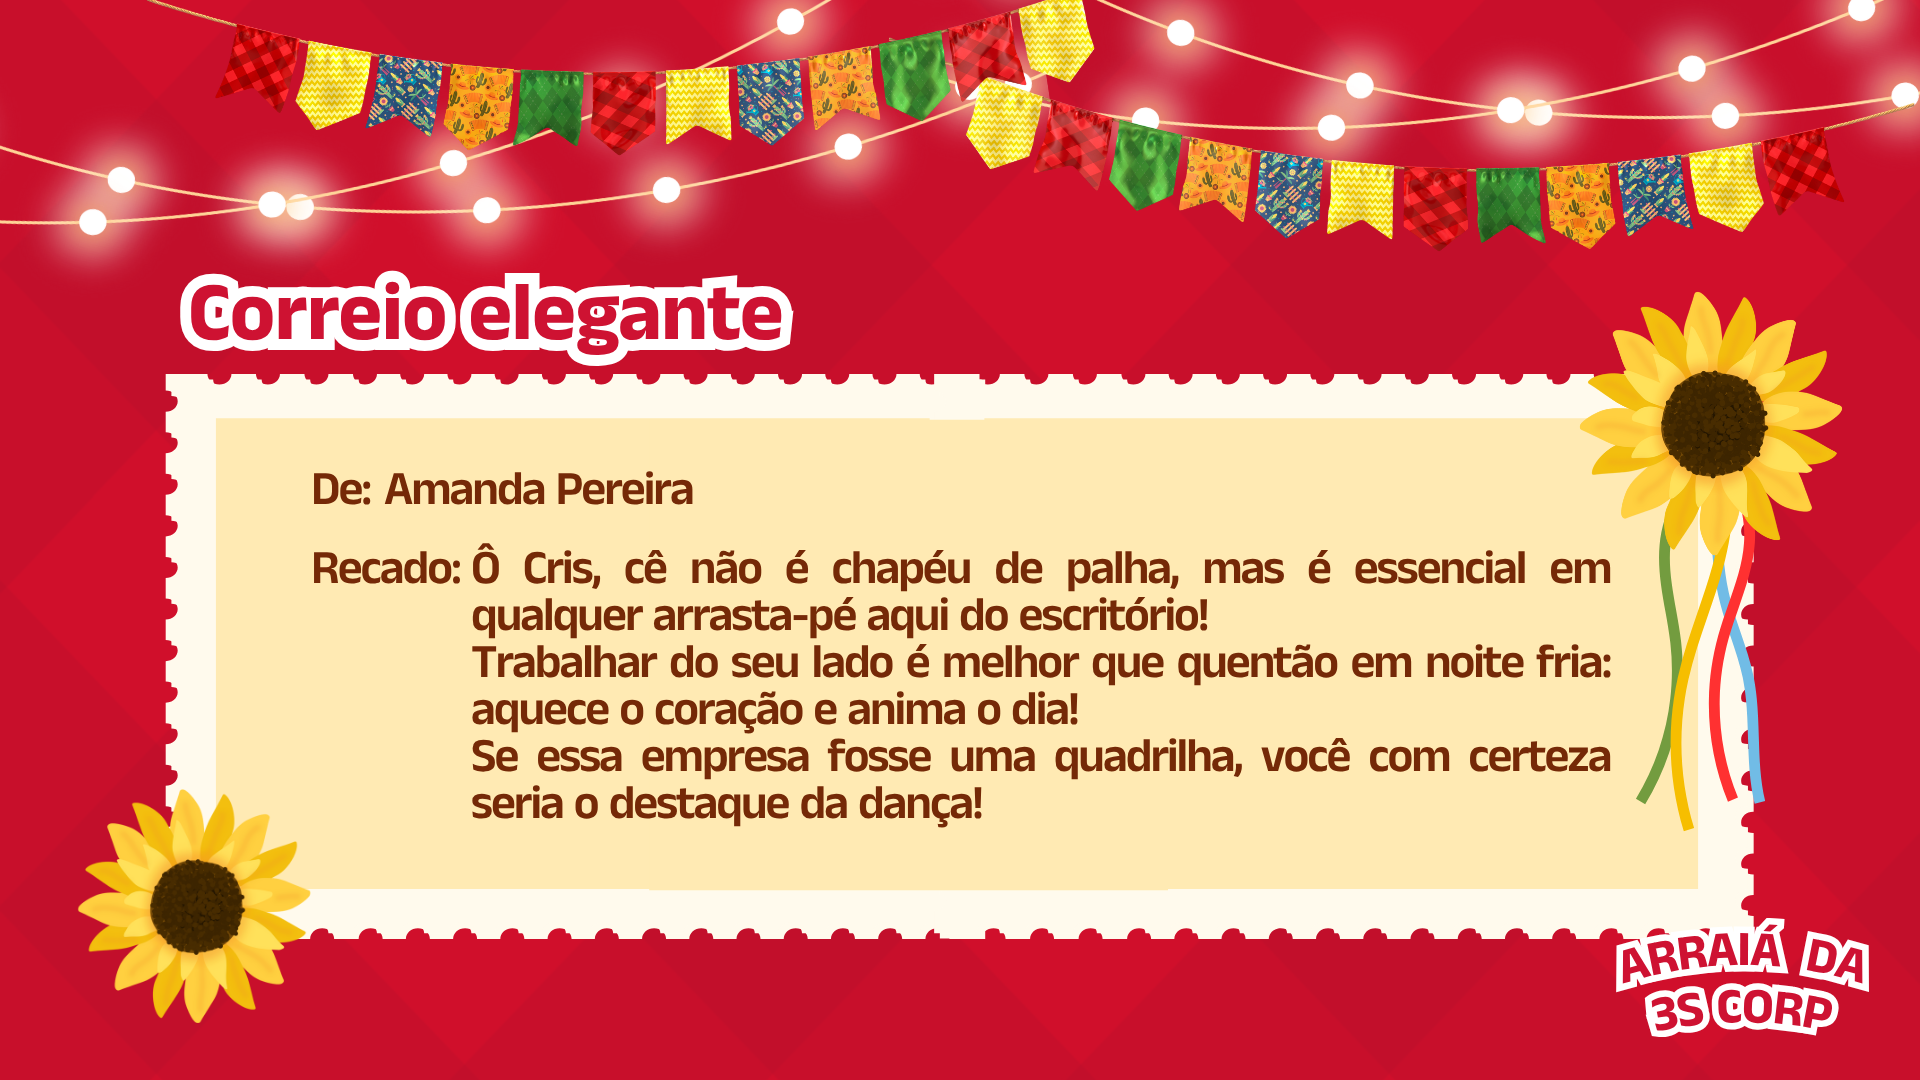 Correio elegante
De: Amanda Pereira
Recado: Ô Cris, cê não é chapéu de palha, mas é essencial em
qualquer arrasta-pé aqui do escritório!
Trabalhar do seu lado é melhor que quentão em noite fria:
aquece o coração e anima o dia!
Se essa empresa fosse uma quadrilha, você com certeza
seria o destaque da dança!
ARRAIÁ DA
3S CORP